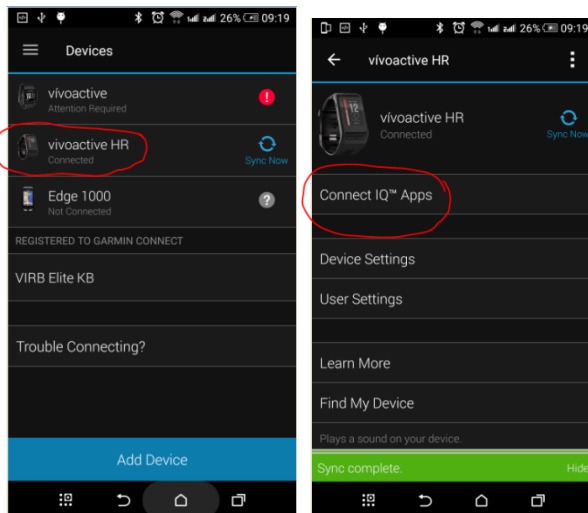 26% 09:19
Devices
vívoactive
Attention Required
vivoactive HR
Connected
Sync Now
Edge 1000
Not Connected
REGISTERED TO GARMIN CONNECT
VIRB Elite KB
Trouble Connecting?
Add Device
26% 09:19
vívoactive HR
12
vívoactive HR
Connected
Sync Now
Connect IQ™ Apps
Device Settings
User Settings
Learn More
Find My Device
Plays a sound on your device.
Sync complete.
Hide